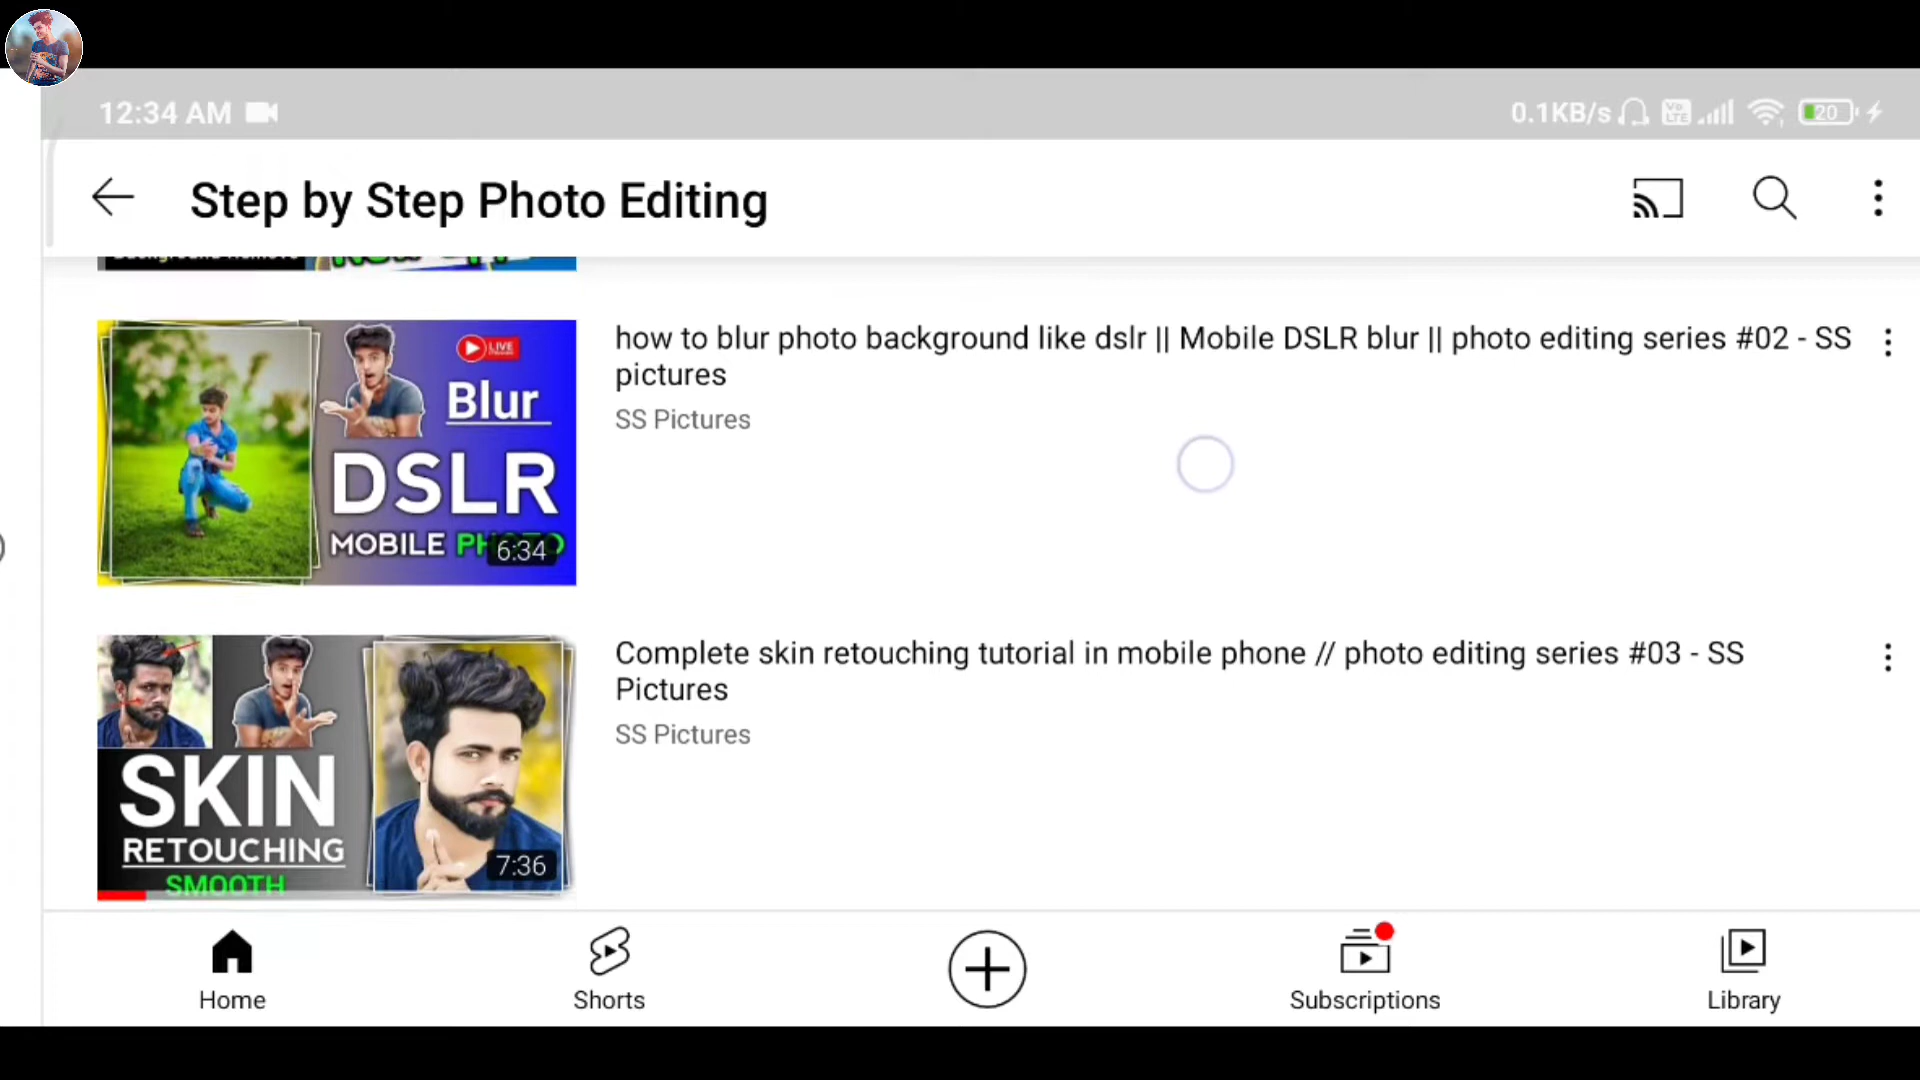 12:34 AM
0.1KB/s
Vo
LTE
20
Step by Step Photo Editing
LIVE
Blur
DSLR
MOBILE PHOTO
6:34
how to blur photo background like dslr || Mobile DSLR blur || photo editing series #02 - SS
pictures
SS Pictures
SKIN
RETOUCHING
SMOOTH
7:36
Complete skin retouching tutorial in mobile phone // photo editing series #03 - SS
Pictures
SS Pictures
Home
Shorts
Subscriptions
Library